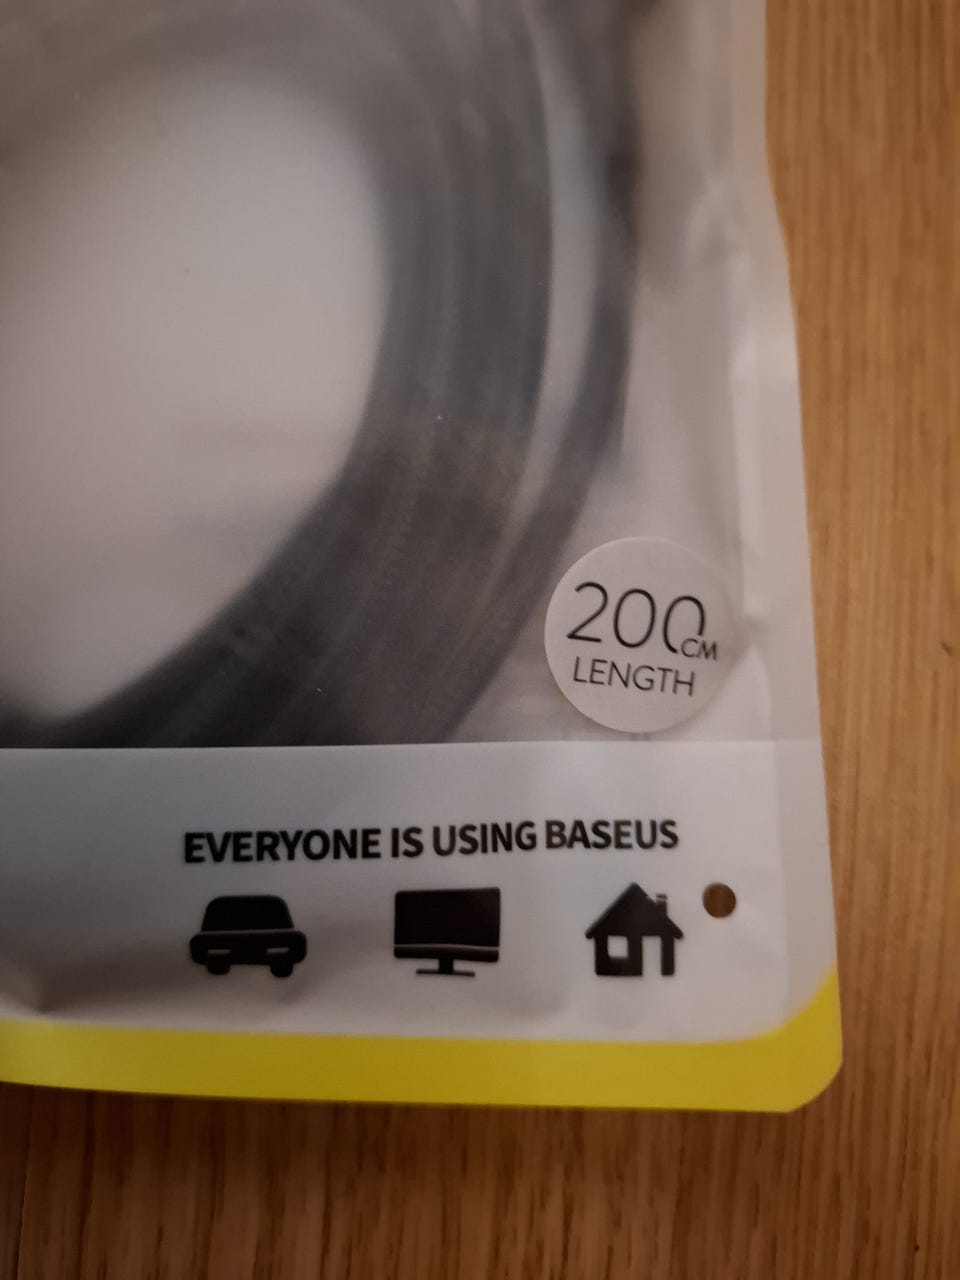 200CM
LENGTH
EVERYONE IS USING BASEUS